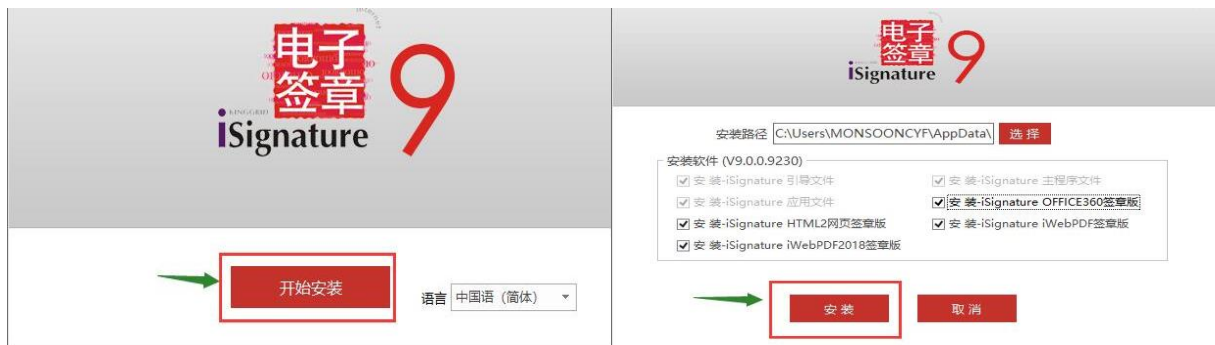 电子
签章
KINGGRID
iSignature
9
开始安装
语言 中国语 (简体)
电子
签章
iSignature
9
安装路径 C:\Users\MONSOONCYF\AppData\ 选 择
安装软件 (V9.0.0.9230)
安 装-iSignature 引导文件 安 装-iSignature 主程序文件
安 装-iSignature 应用文件 安 装-iSignature OFFICE360签章版
安 装-iSignature HTML2网页签章版 安 装-iSignature iWebPDF签章版
安 装-iSignature iWebPDF2018签章版
安 装 取 消